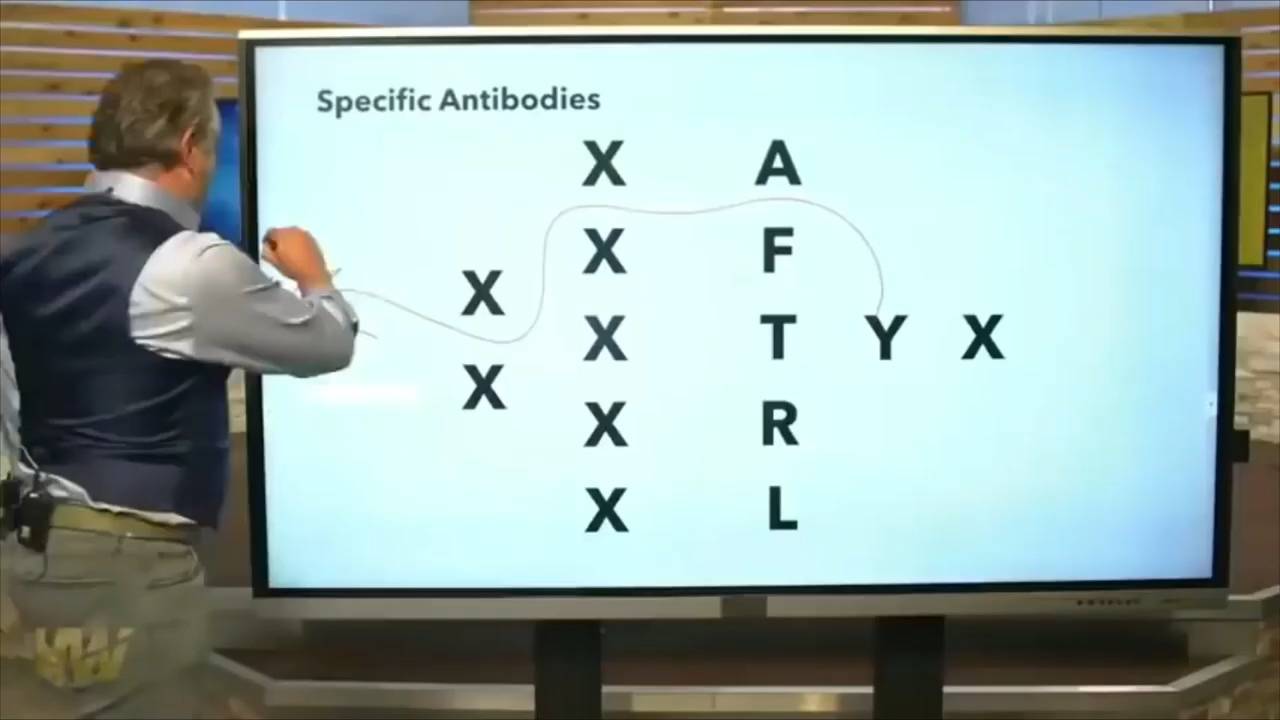 Specific Antibodies
X A
X F
X
X T Y X
X
X R
X L